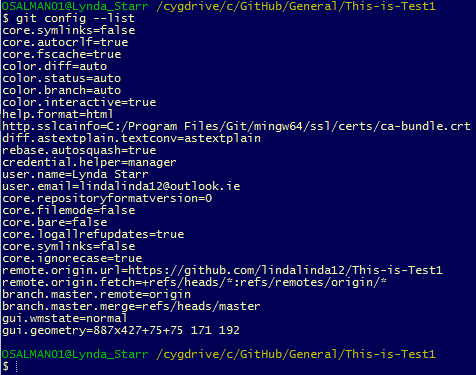 OSALMAN01@Lynda_Starr /cygdrive/c/GitHub/General/This-is-Test1
$ git config --list
core.symlinks=false
core.autocrlf=true
core.fscache=true
color.diff=auto
color.status=auto
color.branch=auto
color.interactive=true
help.format=html
http.sslcainfo=C:/Program Files/Git/mingw64/ssl/certs/ca-bundle.crt
diff.astextplain.textconv=astextplain
rebase.autosquash=true
credential.helper=manager
user.name=Lynda Starr
user.email=lindalinda12@outlook.ie
core.repositoryformatversion=0
core.filemode=false
core.bare=false
core.logallrefupdates=true
core.symlinks=false
core.ignorecase=true
remote.origin.url=https://github.com/lindalinda12/This-is-Test1
remote.origin.fetch=+refs/heads/*:refs/remotes/origin/*
branch.master.remote=origin
branch.master.merge=refs/heads/master
gui.wmstate=normal
gui.geometry=887x427+75+75 171 192
OSALMAN01@Lynda_Starr /cygdrive/c/GitHub/General/This-is-Test1
$